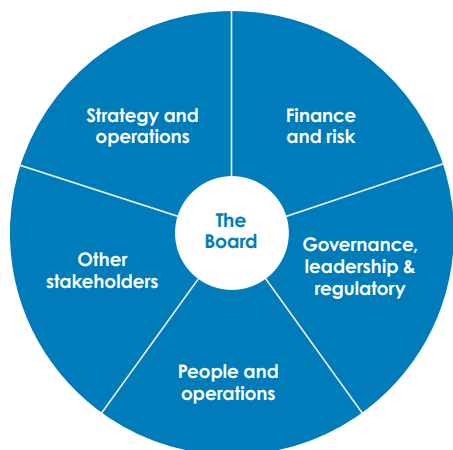 Strategy and
operations
Finance
and risk
The
Board
Other
stakeholders
Governance,
leadership &
regulatory
People and
operations